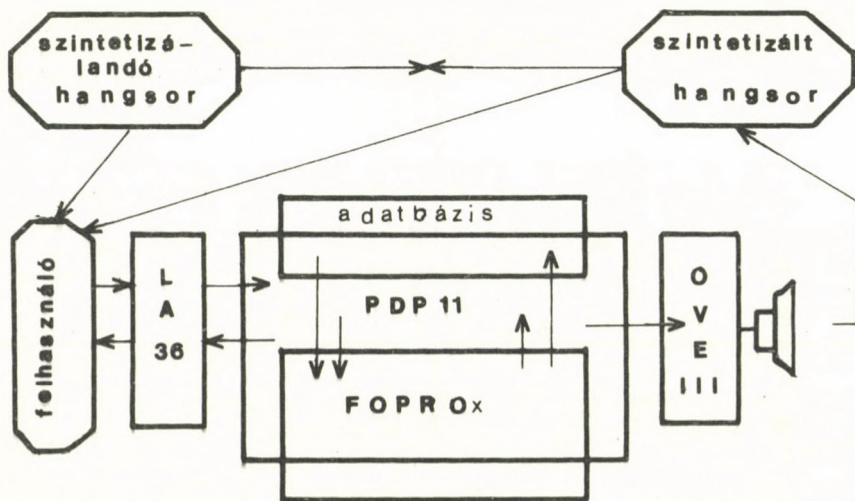 szintetizá-
landó
hangsor
szintetizált
hangsor
adatbázis
felhasználó
LA
36
PDP 11
OVE
III
FOPROx